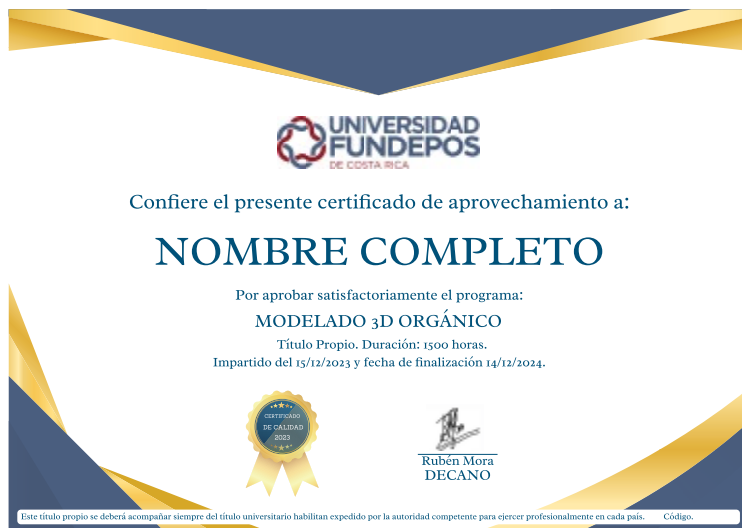 UNIVERSIDAD
FUNDEPOS
DE COSTA RICA
Confiere el presente certificado de aprovechamiento a:
NOMBRE COMPLETO
Por aprobar satisfactoriamente el programa:
MODELADO 3D ORGÁNICO
Título Propio. Duración: 1500 horas.
Impartido del 15/12/2023 y fecha de finalización 14/12/2024.
CERTIFICADO
DE CALIDAD
2023
Rubén Mora
DECANO
Este título propio se deberá acompañar siempre del título universitario habilitan expedido por la autoridad competente para ejercer profesionalmente en cada país. Código.